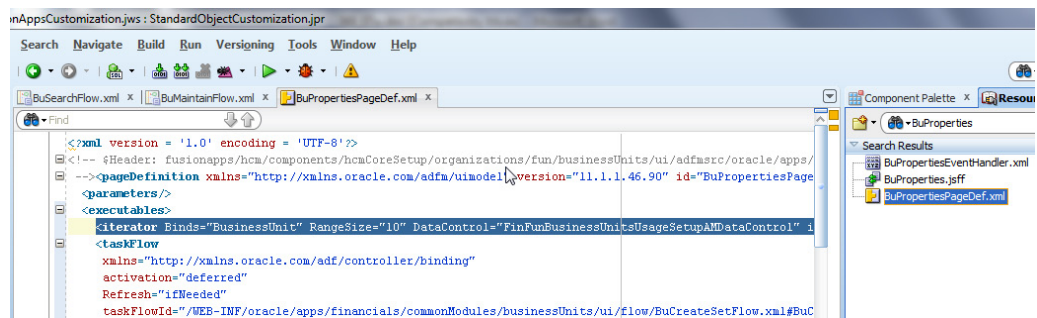 onAppsCustomization.jws : StandardObjectCustomization.jpr
Search Navigate Build Run Versioning Tools Window Help
BuSearchFlow.xml x BuMaintainFlow.xml x BuPropertiesPageDef.xml x
Component Palette x Resour
Find
BuProperties
<?xml version = '1.0' encoding = 'UTF-8'?>
<!-- $Header: fusionapps/hcm/components/hcmCoreSetup/organizations/fun/businessUnits/ui/adfmsrc/oracle/apps/
--><pageDefinition xmlns="http://xmlns.oracle.com/adfm/uimodel" version="11.1.1.46.90" id="BuPropertiesPage
<parameters/>
<executables>
<iterator Binds="BusinessUnit" RangeSize="10" DataControl="FinFunBusinessUnitsUsageSetupAMDataControl" i
<taskFlow
xmlns="http://xmlns.oracle.com/adf/controller/binding"
activation="deferred"
Refresh="ifNeeded"
taskFlowId="/WEB-INF/oracle/apps/financials/commonModules/businessUnits/ui/flow/BuCreateSetFlow.xml#BuC
Search Results
BuPropertiesEventHandler.xml
BuProperties.jsff
BuPropertiesPageDef.xml